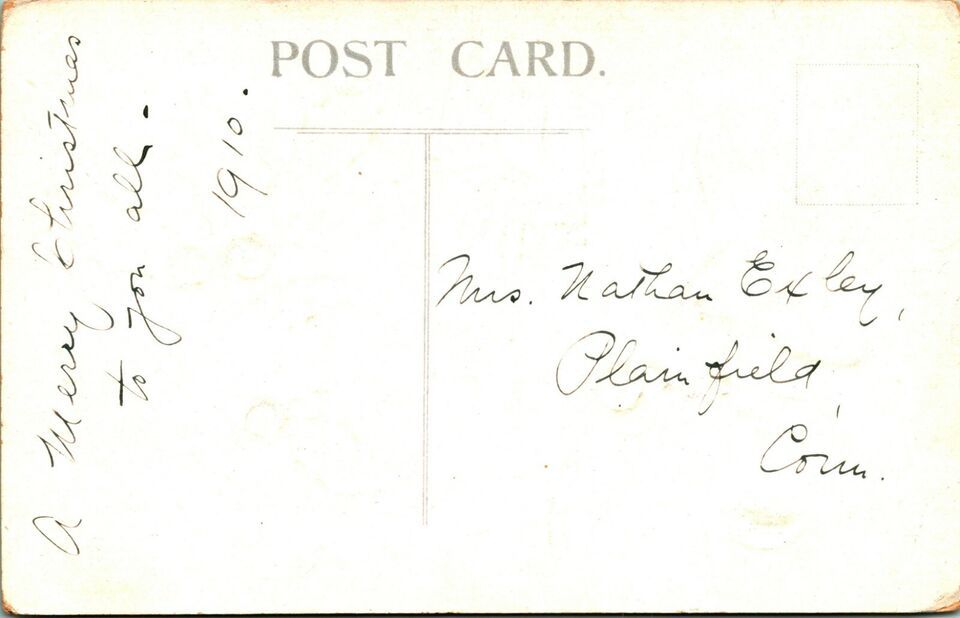 POST CARD.
A Merry Christmas
to you all.
1910.
Mrs. Nathan Exley,
Plainfield,
Conn.